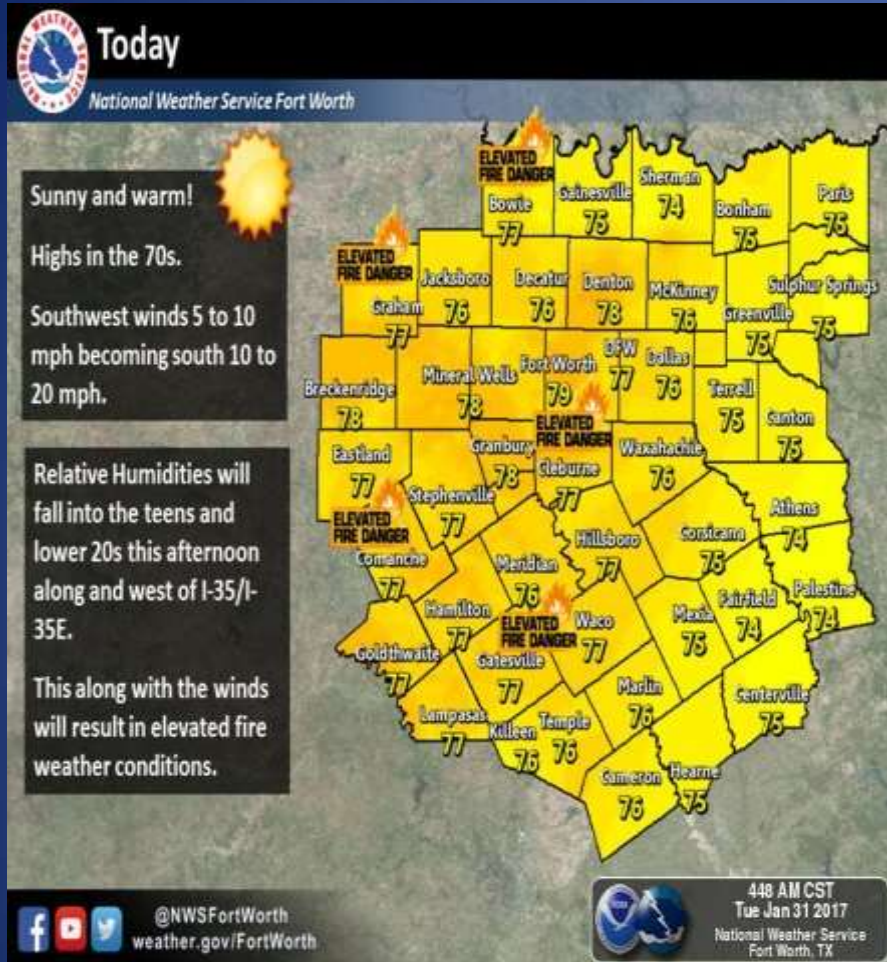 NATIONAL WEATHER SERVICE
Today
National Weather Service Fort Worth
Sunny and warm!
Highs in the 70s.
Southwest winds 5 to 10
mph becoming south 10 to
20 mph.
Relative Humidities will
fall into the teens and
lower 20s this afternoon
along and west of I-35/I-
35E.
This along with the winds
will result in elevated fire
weather conditions.
ELEVATED
FIRE DANGER
Bowie
77
Gainesville
75
Sherman
74
Bonham
75
Paris
75
ELEVATED
FIRE DANGER
Graham
77
Jacksboro
76
Decatur
76
Denton
78
McKinney
76
Greenville
75
Sulphur Springs
75
Breckenridge
78
Mineral Wells
78
Fort Worth
79
DFW
77
Dallas
76
Terrell
75
Canton
75
Eastland
77
ELEVATED
FIRE DANGER
Stephenville
77
Granbury
78
ELEVATED
FIRE DANGER
Cleburne
77
Waxahachie
76
Athens
74
Comanche
77
Meridian
76
Hillsboro
77
Corsicana
75
Palestine
74
Goldthwaite
77
Hamilton
77
ELEVATED
FIRE DANGER
Gatesville
77
Waco
77
Mexia
75
Fairfield
74
Lampasas
77
Killeen
76
Temple
76
Marlin
76
Centerville
75
Cameron
76
Hearne
75
@NWSFortWorth
weather.gov/FortWorth
448 AM CST
Tue Jan 31 2017
National Weather Service
Fort Worth, TX